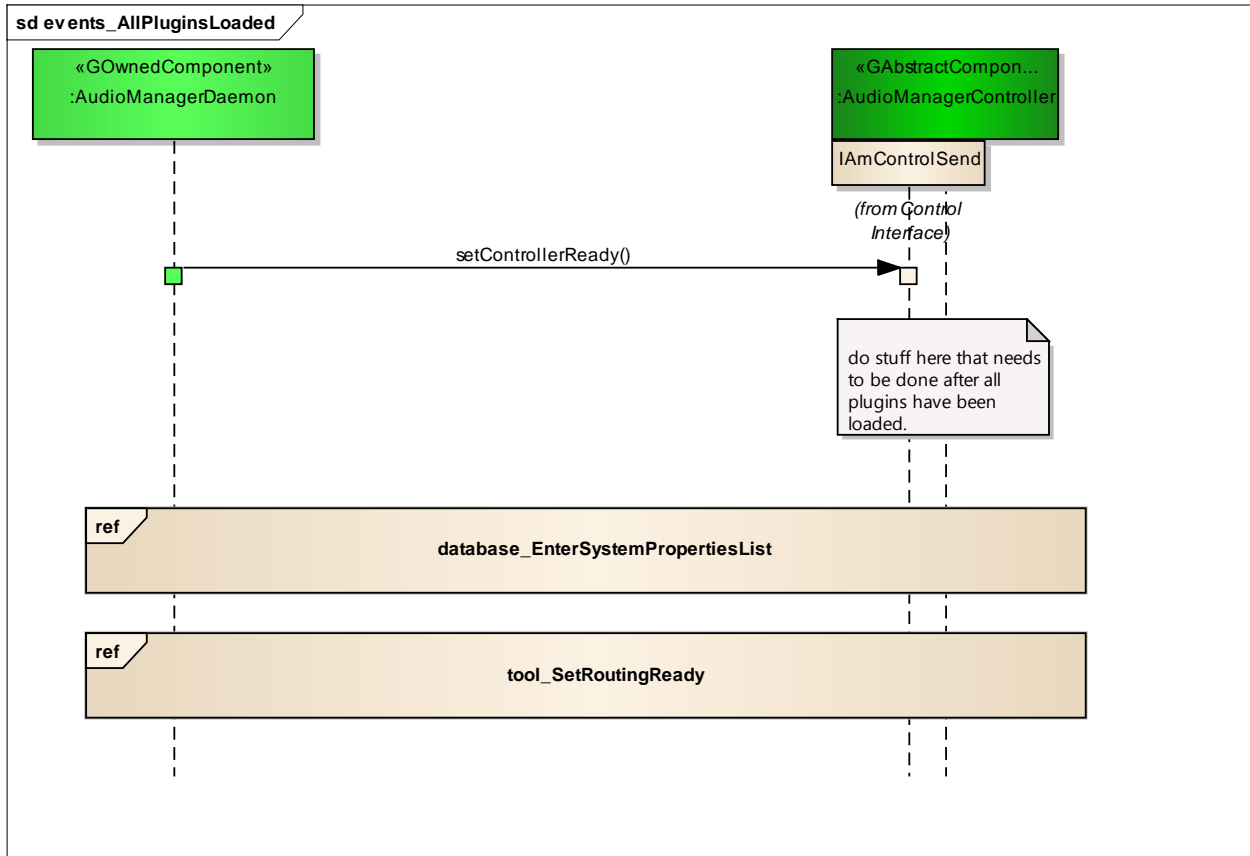 sd events_AllPluginsLoaded
«GOwnedComponent»
:AudioManagerDaemon
«GAbstractCompon...
:AudioManagerController
IAmControlSend
(from Control
Interface)
setControllerReady()
do stuff here that needs
to be done after all
plugins have been
loaded.
ref
database_EnterSystemPropertiesList
ref
tool_SetRoutingReady